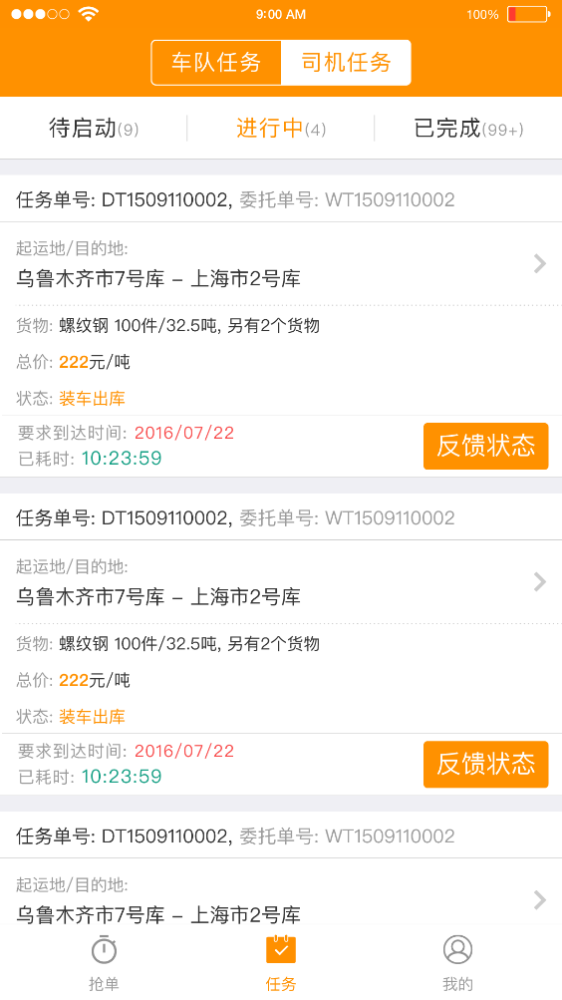 9:00 AM 100%
车队任务 司机任务
待启动(9) 进行中(4) 已完成(99+)
任务单号: DT1509110002, 委托单号: WT1509110002
起运地/目的地:
乌鲁木齐市7号库 – 上海市2号库
货物: 螺纹钢 100件/32.5吨, 另有2个货物
总价: 222元/吨
状态: 装车出库
要求到达时间: 2016/07/22
已耗时: 10:23:59
反馈状态
任务单号: DT1509110002, 委托单号: WT1509110002
起运地/目的地:
乌鲁木齐市7号库 – 上海市2号库
货物: 螺纹钢 100件/32.5吨, 另有2个货物
总价: 222元/吨
状态: 装车出库
要求到达时间: 2016/07/22
已耗时: 10:23:59
反馈状态
任务单号: DT1509110002, 委托单号: WT1509110002
起运地/目的地:
乌鲁木齐市7号库 – 上海市2号库
抢单 任务 我的